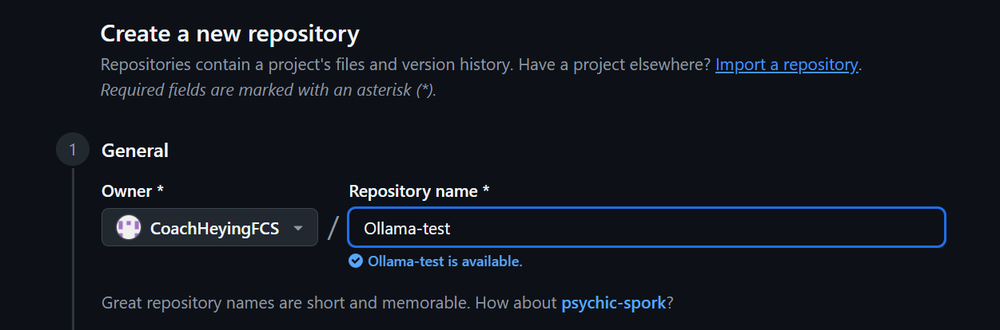 Create a new repository
Repositories contain a project's files and version history. Have a project elsewhere? Import a repository.
Required fields are marked with an asterisk (*).
1
General
Owner *
Repository name *
CoachHeyingFCS
/
Ollama-test
Ollama-test is available.
Great repository names are short and memorable. How about psychic-spork?